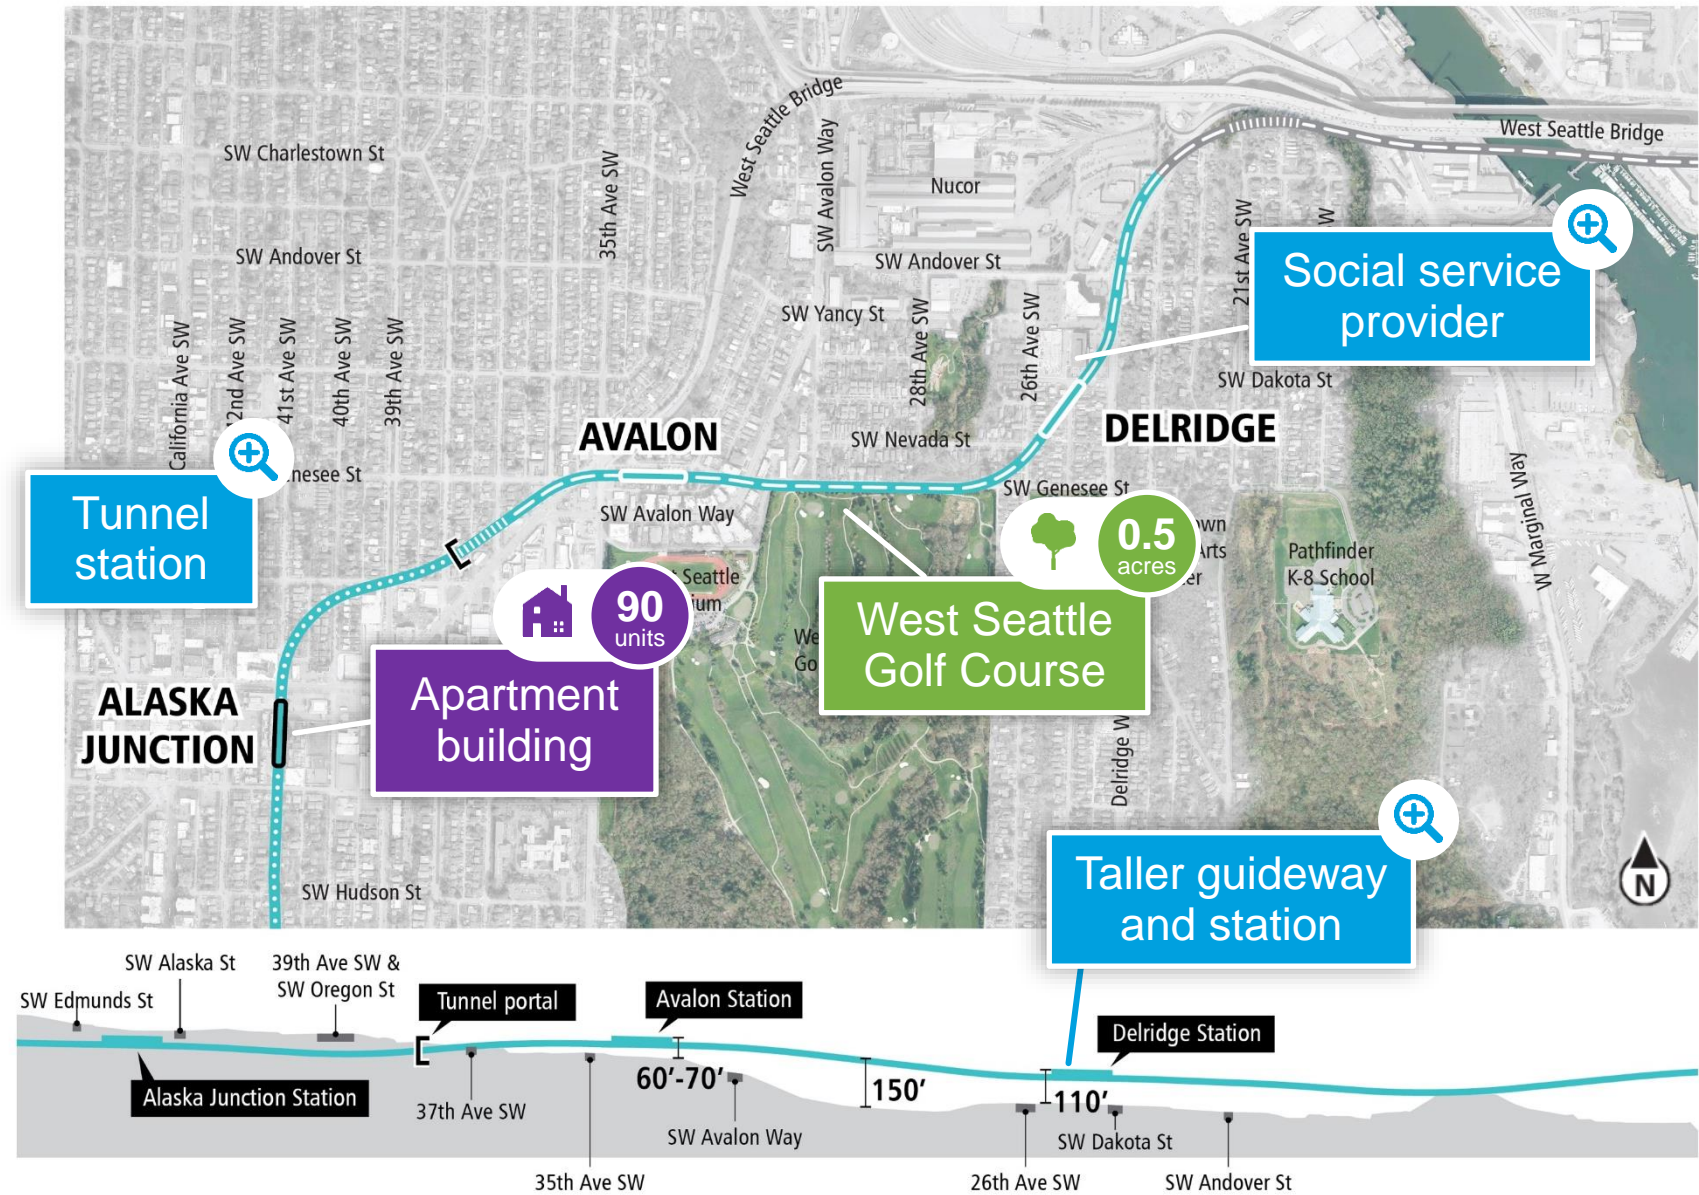 West Seattle Bridge
West Seattle Bridge
SW Charlestown St
35th Ave SW
SW Avalon Way
Nucor
21st Ave SW
SW
SW Andover St
SW Andover St
Social service
provider
SW Yancy St
28th Ave SW
26th Ave SW
California Ave SW
2nd Ave SW
41st Ave SW
40th Ave SW
39th Ave SW
SW Dakota St
AVALON
DELRIDGE
SW Nevada St
nesee St
SW Genesee St
W Marginal Way
Tunnel
station
SW Avalon Way
0.5
acres
own
Arts
er
Pathfinder
K-8 School
Seattle
ium
90
units
West Seattle
Golf Course
We
Go
Apartment
building
ALASKA
JUNCTION
Delridge W
Taller guideway
and station
SW Hudson St
N
SW Alaska St
39th Ave SW &
SW Oregon St
SW Edmunds St
Tunnel portal
Avalon Station
Delridge Station
Alaska Junction Station
60'-70'
150'
110'
37th Ave SW
SW Avalon Way
SW Dakota St
35th Ave SW
26th Ave SW
SW Andover St